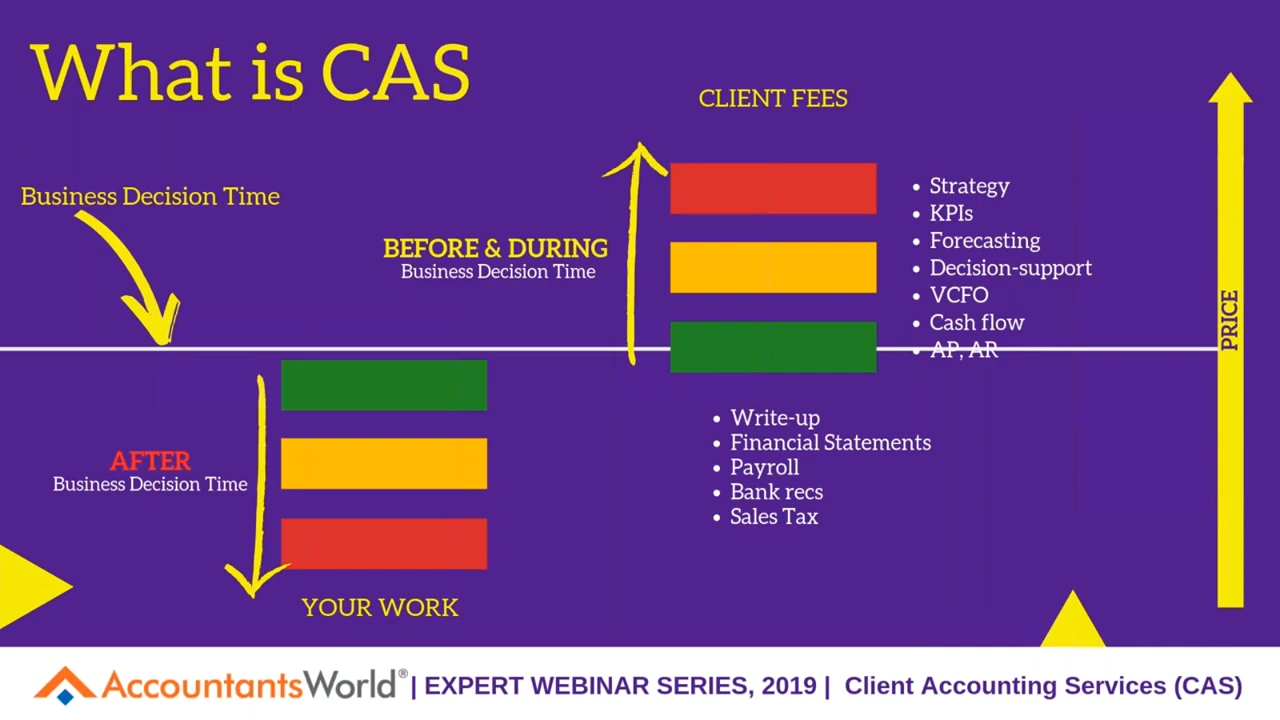 What is CAS
CLIENT FEES
Business Decision Time
BEFORE & DURING
Business Decision Time
• Strategy
• KPIs
• Forecasting
• Decision-support
• VCFO
• Cash flow
• AP, AR
PRICE
AFTER
Business Decision Time
• Write-up
• Financial Statements
• Payroll
• Bank recs
• Sales Tax
YOUR WORK
AccountantsWorld® | EXPERT WEBINAR SERIES, 2019 | Client Accounting Services (CAS)